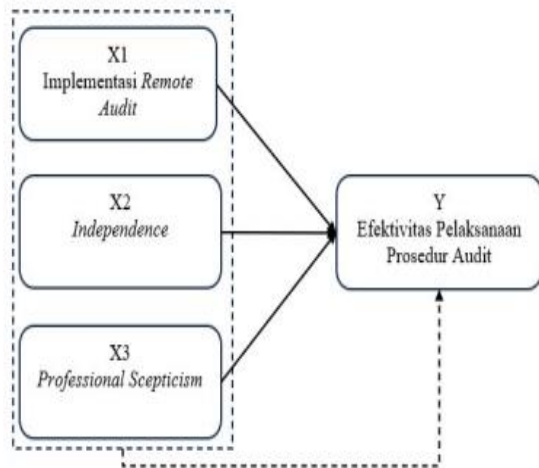 X1
Implementasi Remote
Audit
X2
Independence
X3
Professional Scepticism
Y
Efektivitas Pelaksanaan
Prosedur Audit